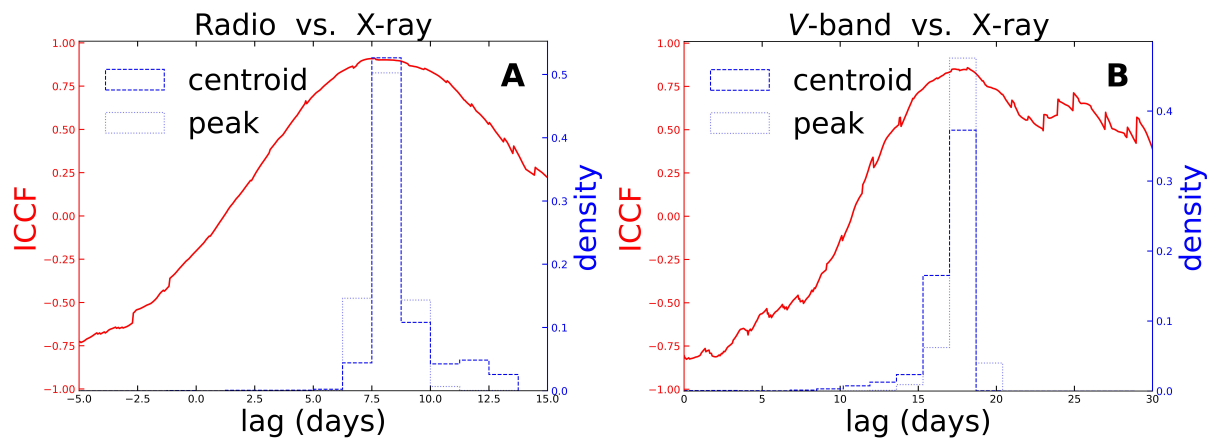 Radio vs. X-ray
1.00
0.75
0.50
0.25
0.00
−0.25
−0.50
−0.75
−1.00
ICCF
centroid
peak
A
0.5
0.4
0.3
0.2
0.1
0.0
density
−5.0 −2.5 0.0 2.5 5.0 7.5 10.0 12.5 15.0
lag (days)
V-band vs. X-ray
1.00
0.75
0.50
0.25
0.00
−0.25
−0.50
−0.75
−1.00
ICCF
centroid
peak
B
0.4
0.3
0.2
0.1
0.0
density
0 5 10 15 20 25 30
lag (days)